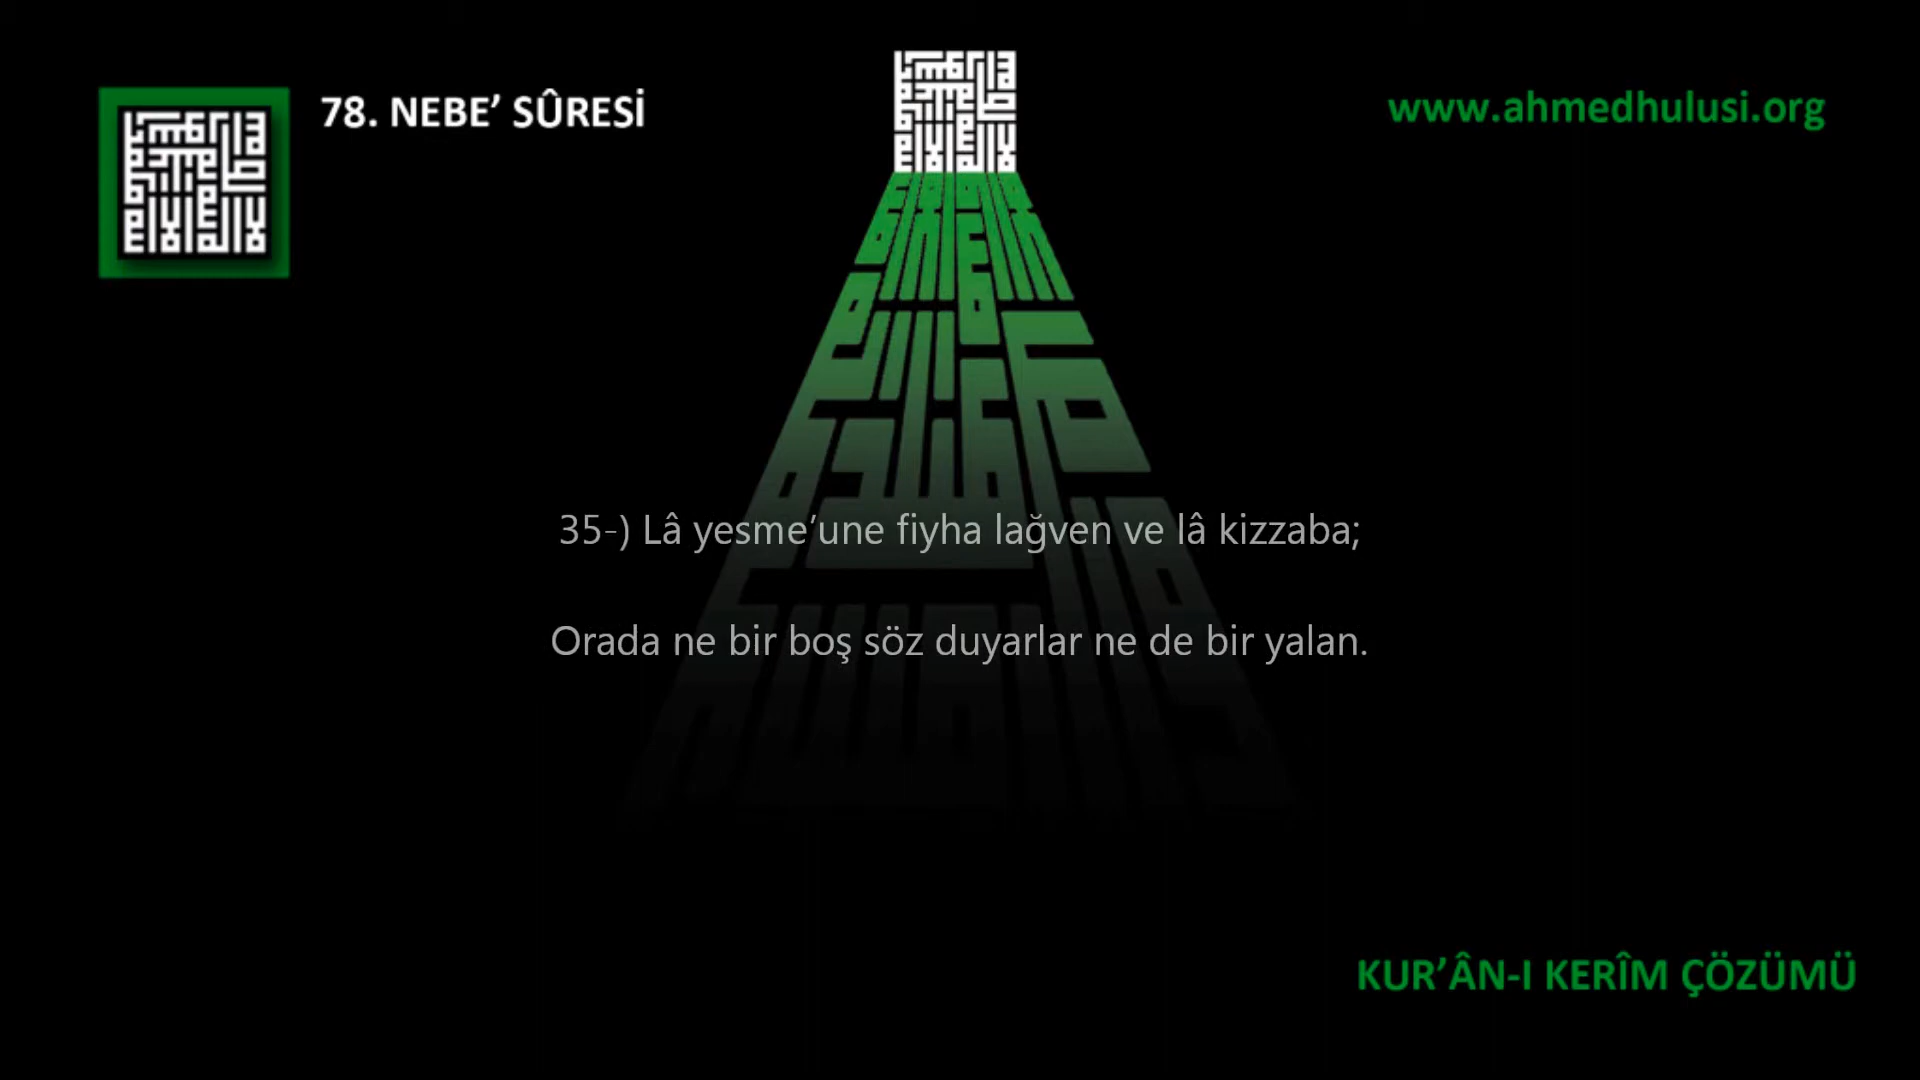 78. NEBE’ SÛRESİ
www.ahmedhulusi.org
35-) Lâ yesme’une fiyha lağven ve lâ kizzaba;
Orada ne bir boş söz duyarlar ne de bir yalan.
KUR’ÂN-I KERÎM ÇÖZÜMÜ